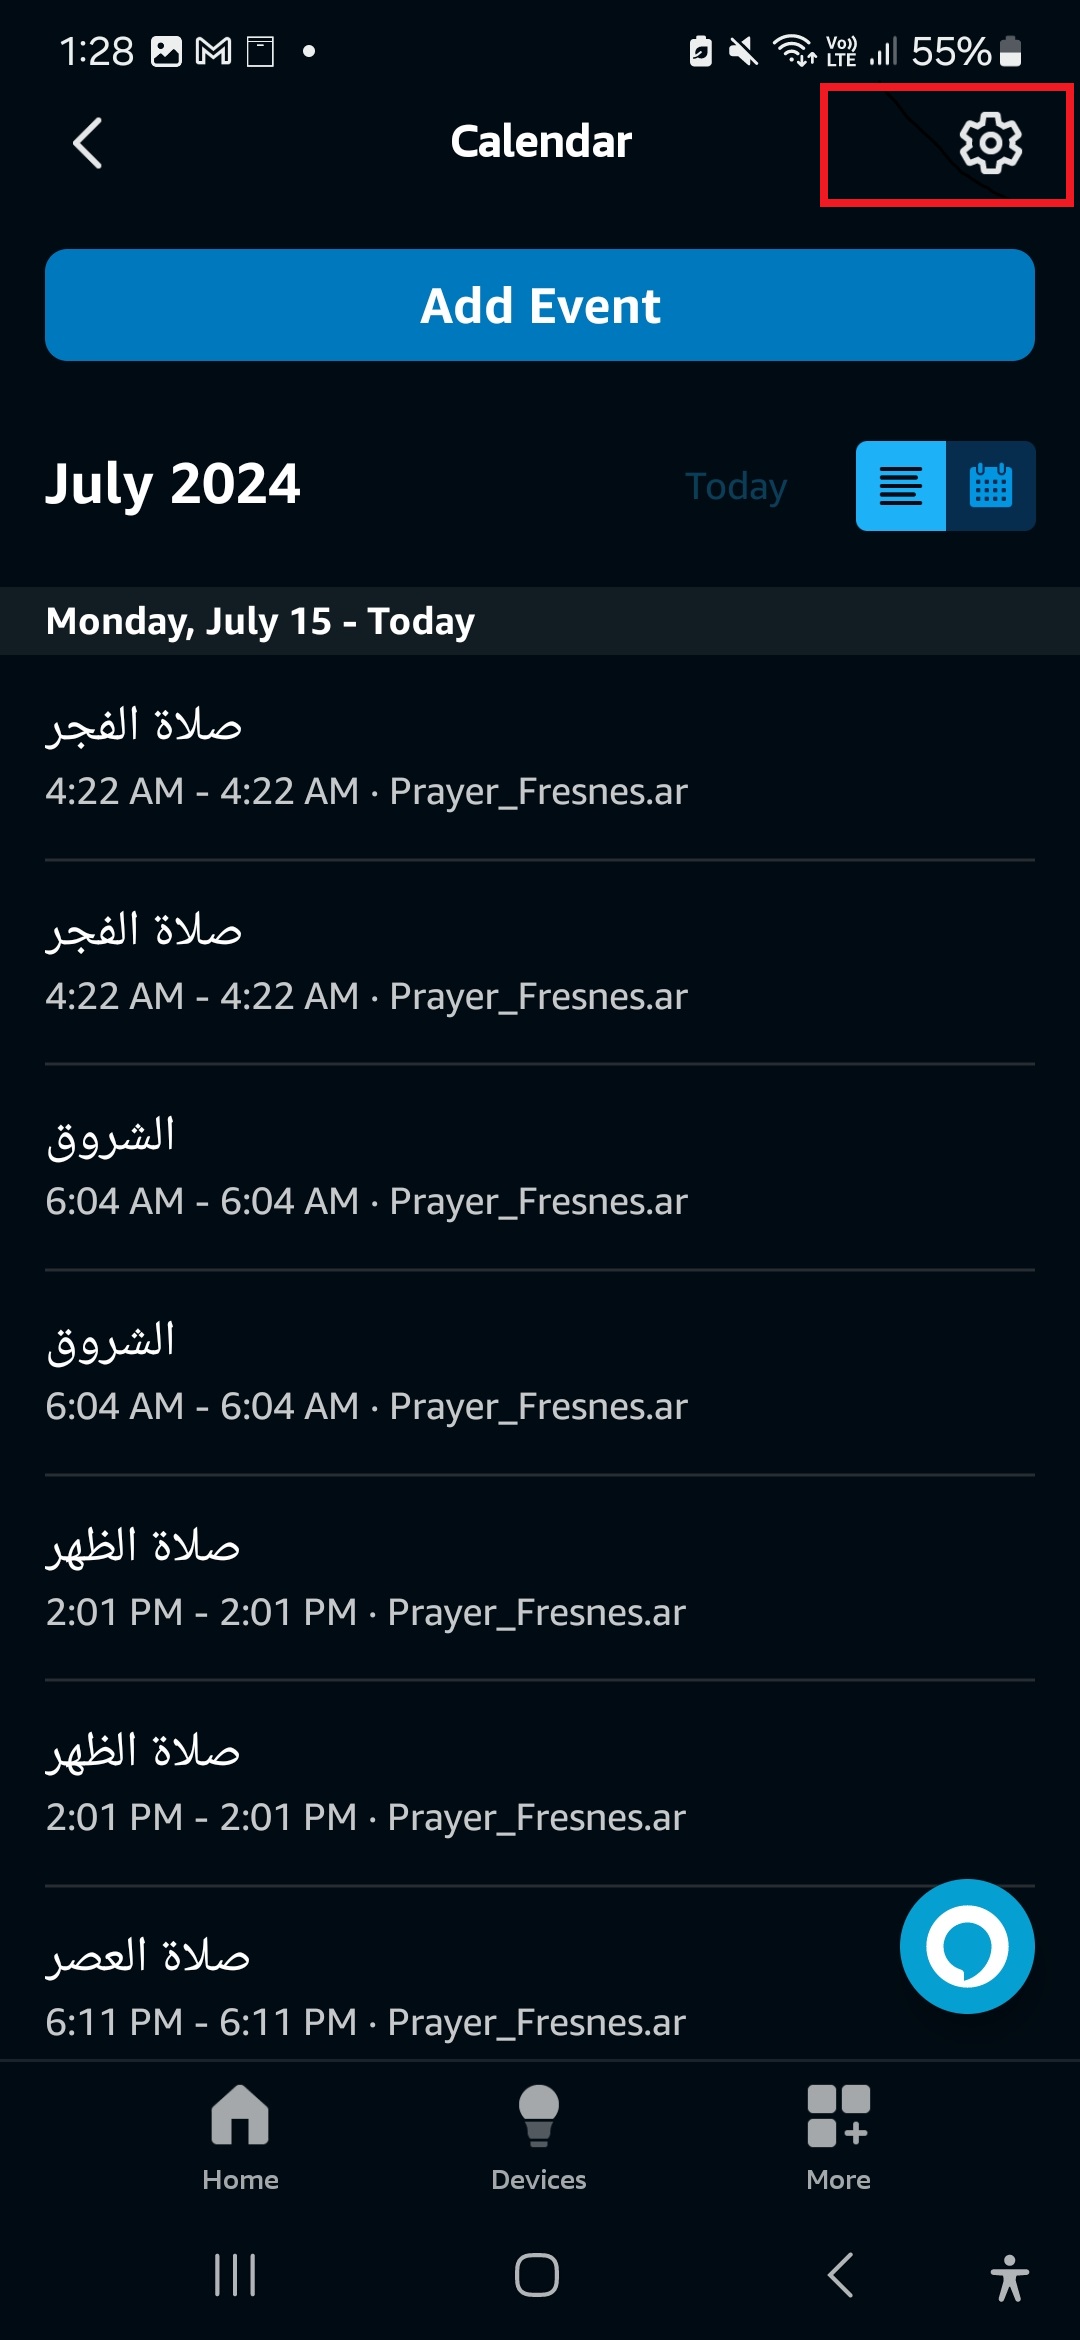 1:28 Vo)) LTE 55%
Calendar
Add Event
July 2024 Today
Monday, July 15 - Today
صلاة الفجر
4:22 AM - 4:22 AM · Prayer_Fresnes.ar
صلاة الفجر
4:22 AM - 4:22 AM · Prayer_Fresnes.ar
الشروق
6:04 AM - 6:04 AM · Prayer_Fresnes.ar
الشروق
6:04 AM - 6:04 AM · Prayer_Fresnes.ar
صلاة الظهر
2:01 PM - 2:01 PM · Prayer_Fresnes.ar
صلاة الظهر
2:01 PM - 2:01 PM · Prayer_Fresnes.ar
صلاة العصر
6:11 PM - 6:11 PM · Prayer_Fresnes.ar
Home Devices More